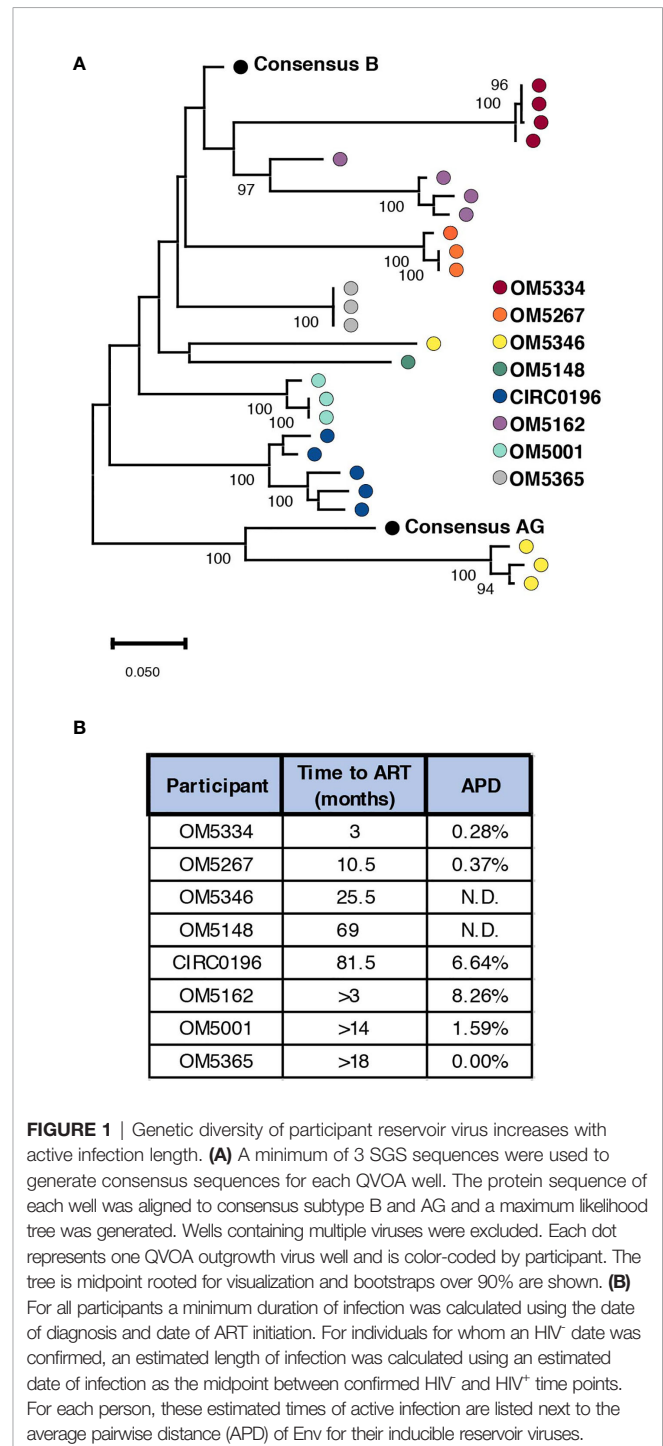 A
Consensus B
96
100
97
100
100
100
100
OM5334
OM5267
OM5346
OM5148
CIRC0196
OM5162
OM5001
OM5365
100
100
100
100
Consensus AG
100
100
94
0.050
B
Participant Time to ART (months) APD
OM5334 3 0.28%
OM5267 10.5 0.37%
OM5346 25.5 N.D.
OM5148 69 N.D.
CIRC0196 81.5 6.64%
OM5162 >3 8.26%
OM5001 >14 1.59%
OM5365 >18 0.00%
FIGURE 1 | Genetic diversity of participant reservoir virus increases with
active infection length. (A) A minimum of 3 SGS sequences were used to
generate consensus sequences for each QVOA well. The protein sequence of
each well was aligned to consensus subtype B and AG and a maximum likelihood
tree was generated. Wells containing multiple viruses were excluded. Each dot
represents one QVOA outgrowth virus well and is color-coded by participant. The
tree is midpoint rooted for visualization and bootstraps over 90% are shown. (B)
For all participants a minimum duration of infection was calculated using the date
of diagnosis and date of ART initiation. For individuals for whom an HIV⁻ date was
confirmed, an estimated length of infection was calculated using an estimated
date of infection as the midpoint between confirmed HIV⁻ and HIV⁺ time points.
For each person, these estimated times of active infection are listed next to the
average pairwise distance (APD) of Env for their inducible reservoir viruses.